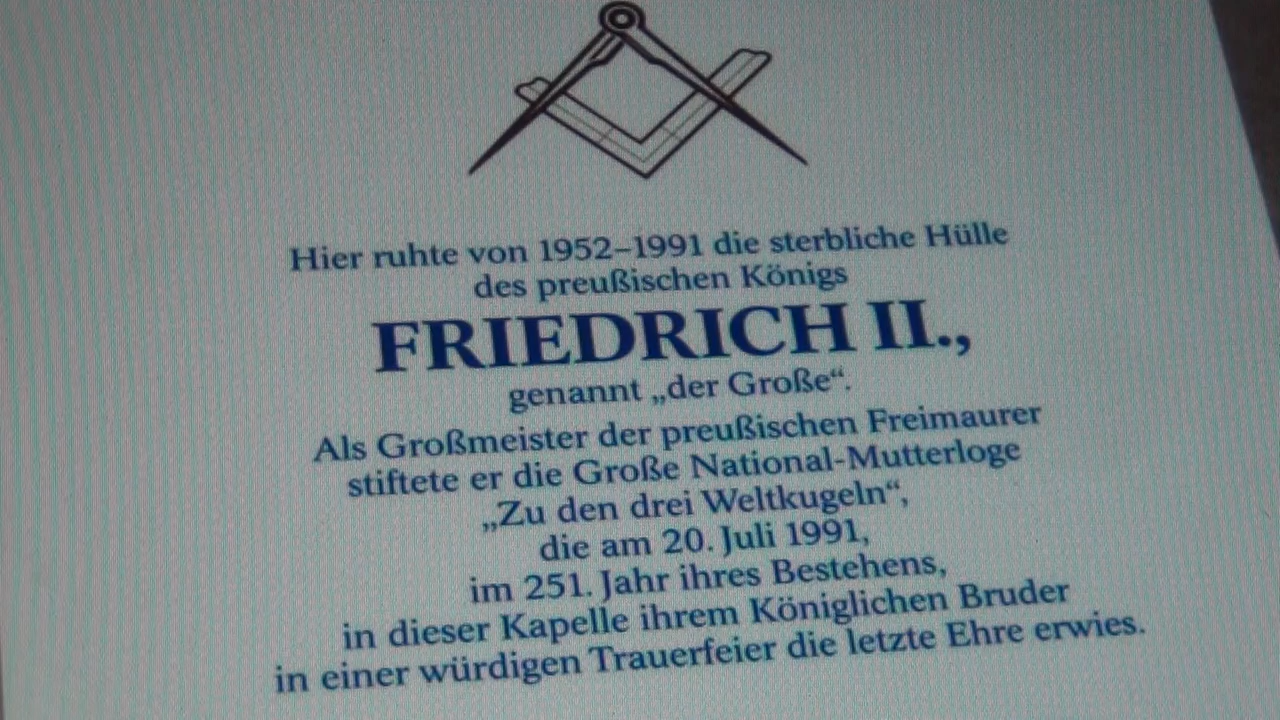 Hier ruhte von 1952–1991 die sterbliche Hülle
des preußischen Königs
FRIEDRICH II.,
genannt „der Große“.
Als Großmeister der preußischen Freimaurer
stiftete er die Große National-Mutterloge
„Zu den drei Weltkugeln“,
die am 20. Juli 1991,
im 251. Jahr ihres Bestehens,
in dieser Kapelle ihrem Königlichen Bruder
in einer würdigen Trauerfeier die letzte Ehre erwies.